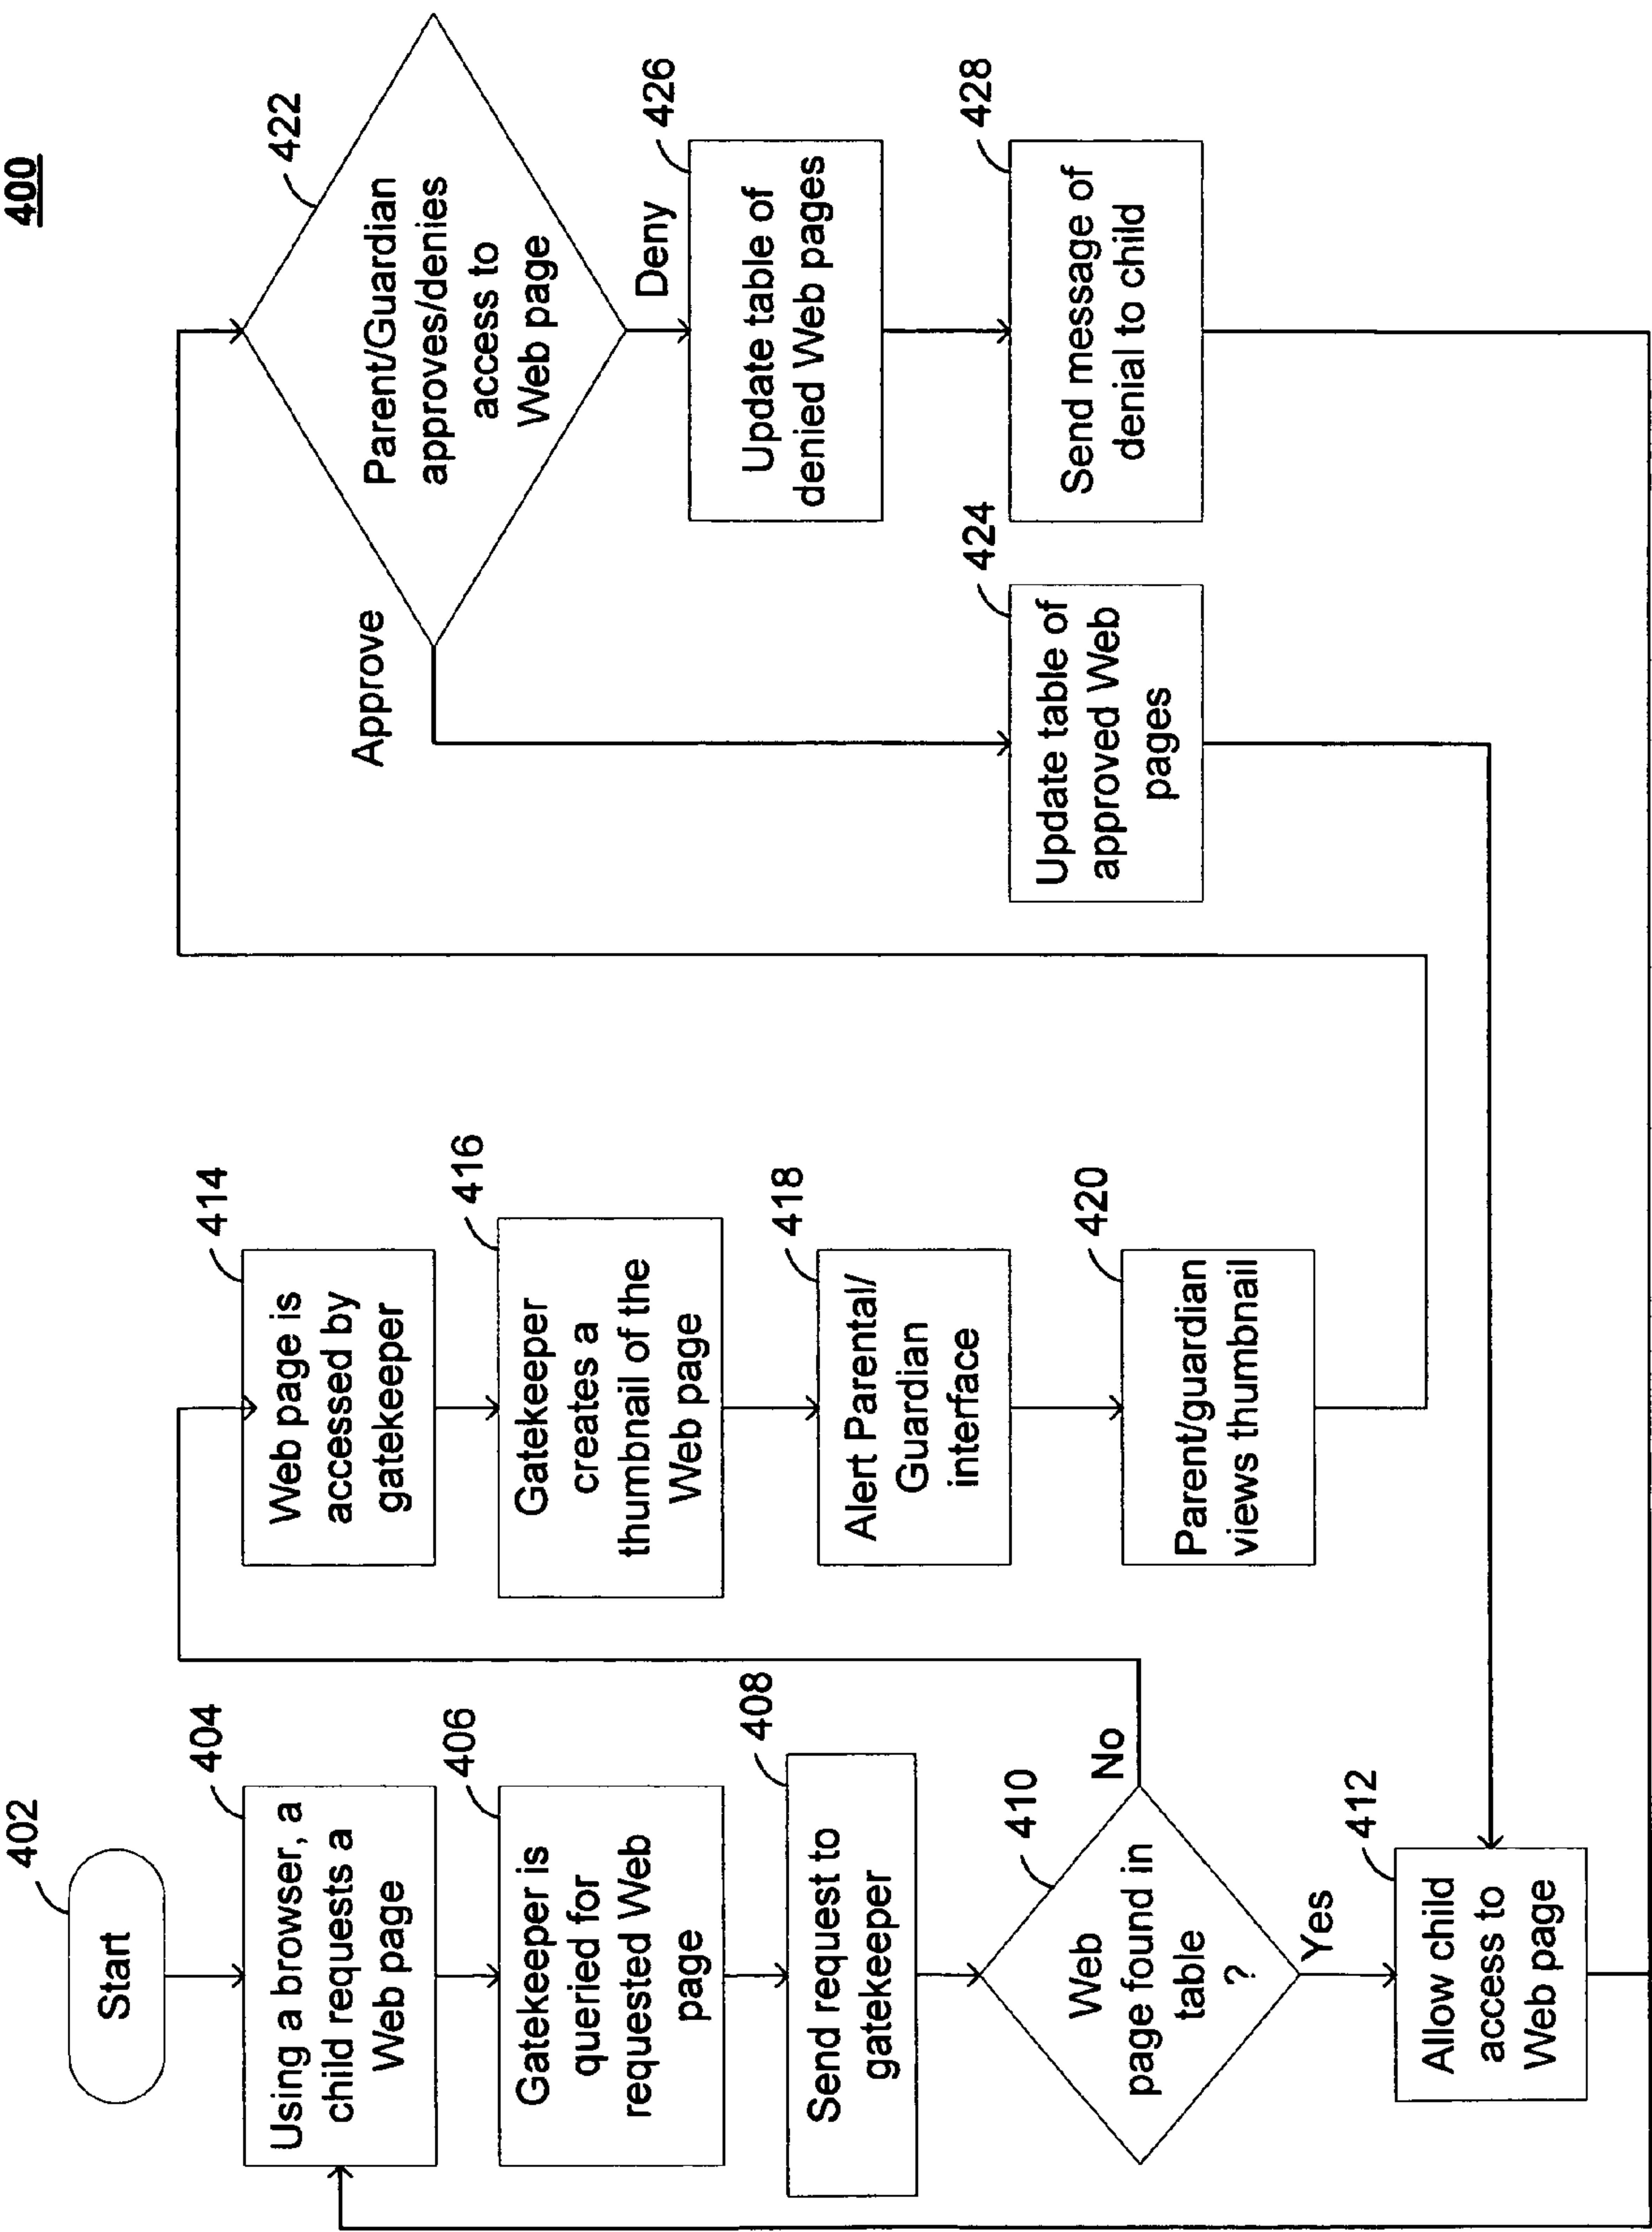 400
402
Start
404
Using a browser, a
child requests a
Web page
406
Gatekeeper is
queried for
requested Web
page
408
Send request to
gatekeeper
410
Web
page found in
table
?
No
Yes
412
Allow child
access to
Web page
414
Web page is
accessed by
gatekeeper
416
Gatekeeper
creates a
thumbnail of the
Web page
418
Alert Parental/
Guardian
interface
420
Parent/guardian
views thumbnail
422
Parent/Guardian
approves/denies
access to
Web page
Approve
Deny
424
Update table of
approved Web
pages
426
Update table of
denied Web pages
428
Send message of
denial to child